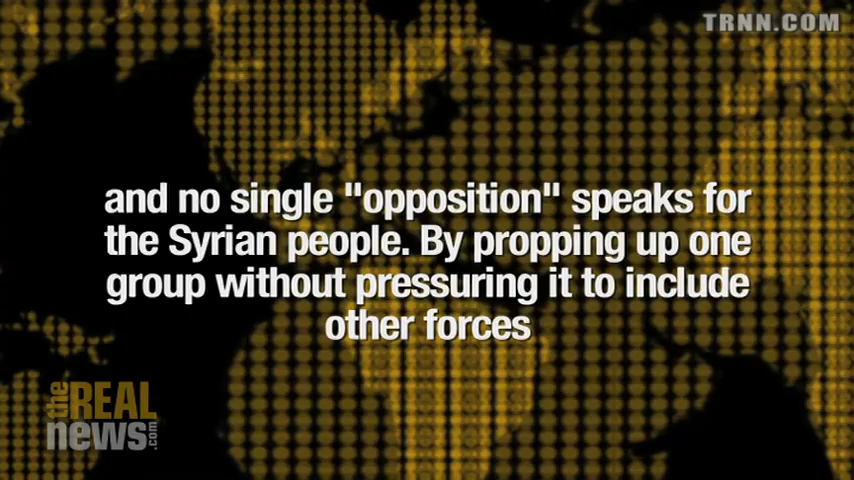 TRNN.COM
and no single "opposition" speaks for
the Syrian people. By propping up one
group without pressuring it to include
other forces
the REAL
news.com